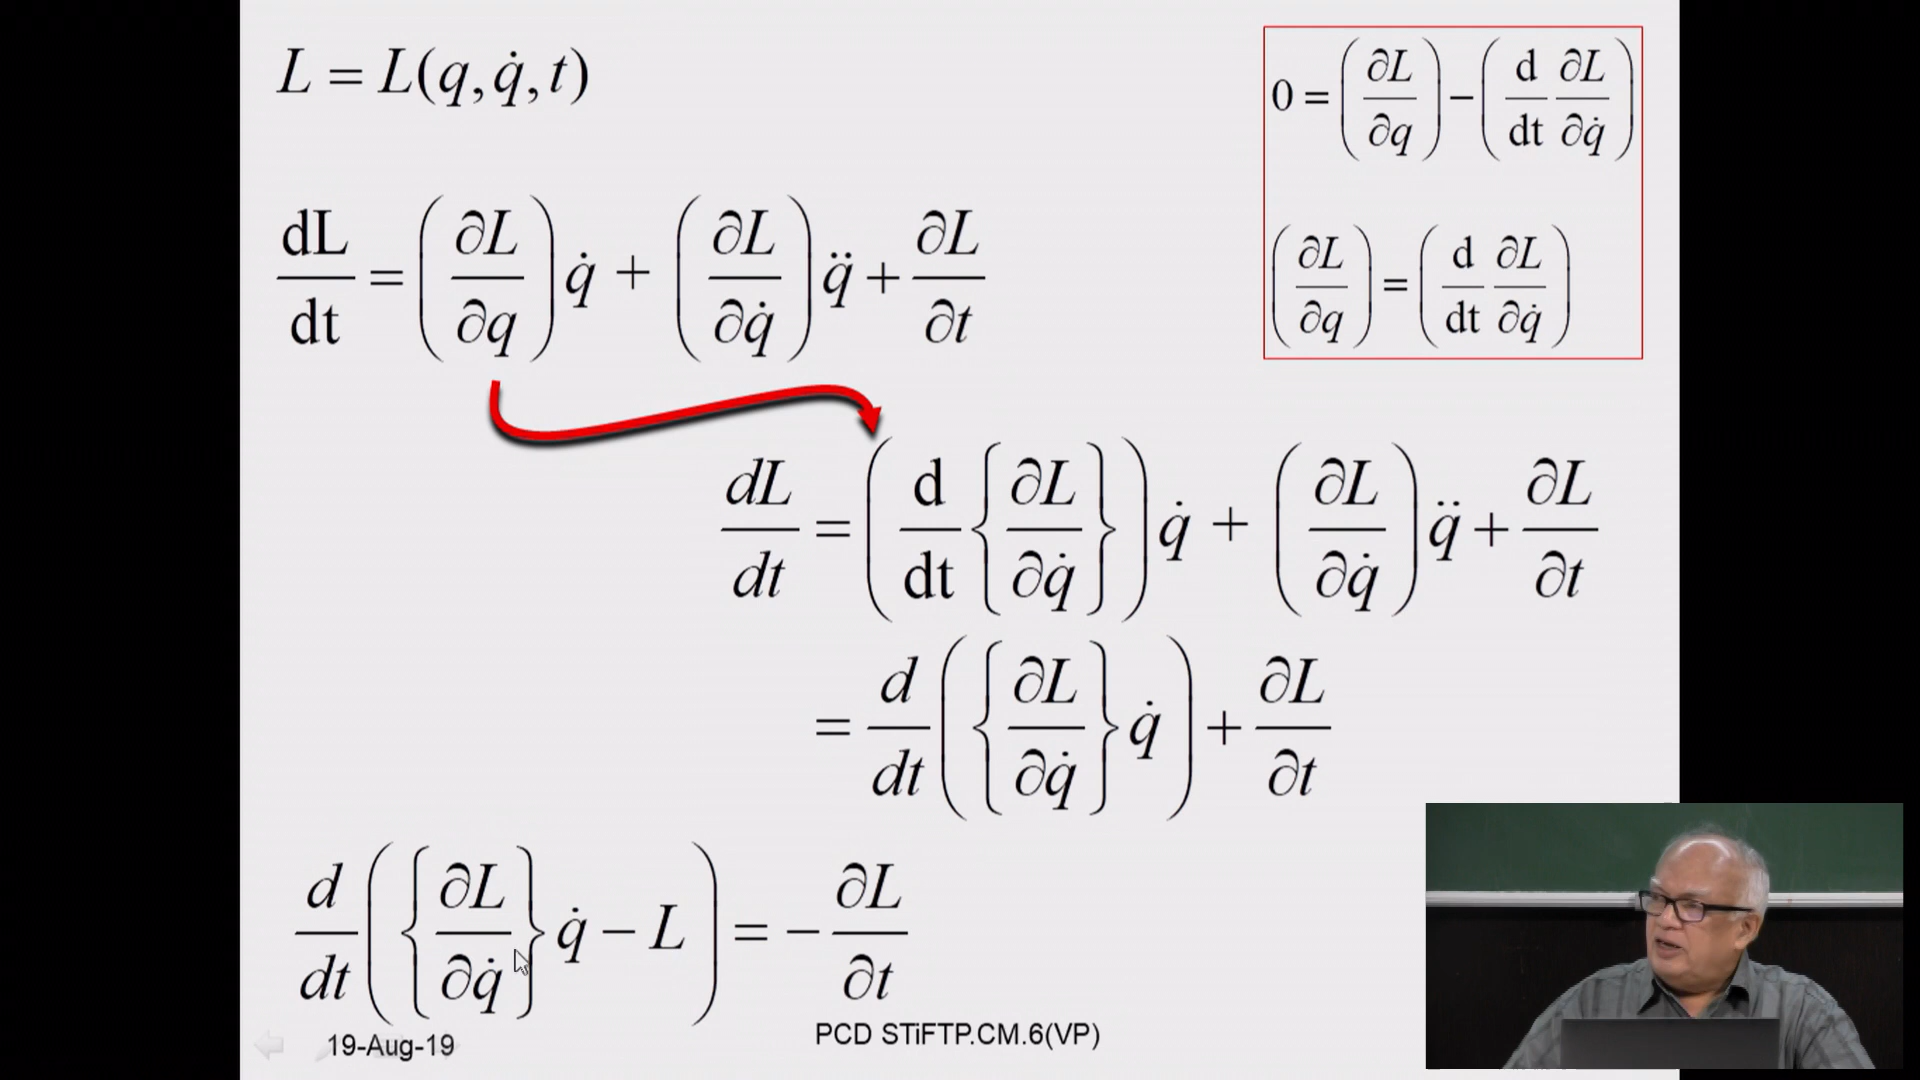 L = L(q, q̇, t)
0 = (∂L/∂q) − (d/dt ∂L/∂q̇)
(∂L/∂q) = (d/dt ∂L/∂q̇)
dL/dt = (∂L/∂q) q̇ + (∂L/∂q̇) q̈ + ∂L/∂t
dL/dt = (d/dt {∂L/∂q̇}) q̇ + (∂L/∂q̇) q̈ + ∂L/∂t
= d/dt ({∂L/∂q̇} q̇) + ∂L/∂t
d/dt ({∂L/∂q̇} q̇ − L) = − ∂L/∂t
19-Aug-19
PCD STiFTP.CM.6(VP)